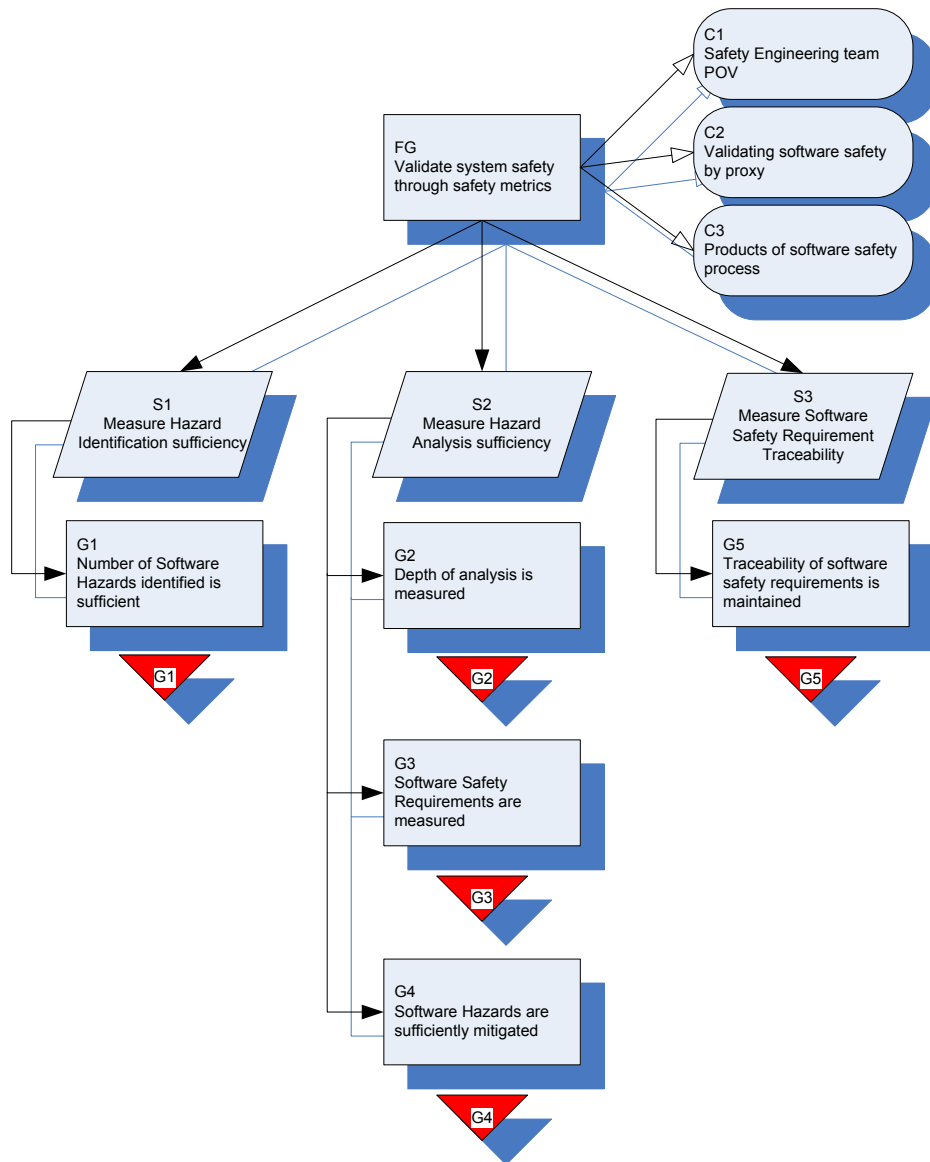 C1
Safety Engineering team
POV
FG
Validate system safety
through safety metrics
C2
Validating software safety
by proxy
C3
Products of software safety
process
S1
Measure Hazard
Identification sufficiency
S2
Measure Hazard
Analysis sufficiency
S3
Measure Software
Safety Requirement
Traceability
G1
Number of Software
Hazards identified is
sufficient
G1
G2
Depth of analysis is
measured
G2
G5
Traceability of software
safety requirements is
maintained
G5
G3
Software Safety
Requirements are
measured
G3
G4
Software Hazards are
sufficiently mitigated
G4